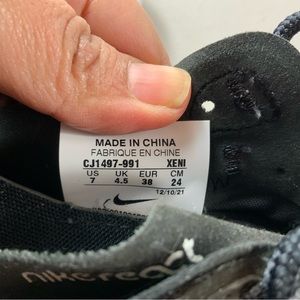 MADE IN CHINA
FABRIQUE EN CHINE
CJ1497-991 XENI
US UK EUR CM
7 4.5 38 24
12/10/21
nikerea